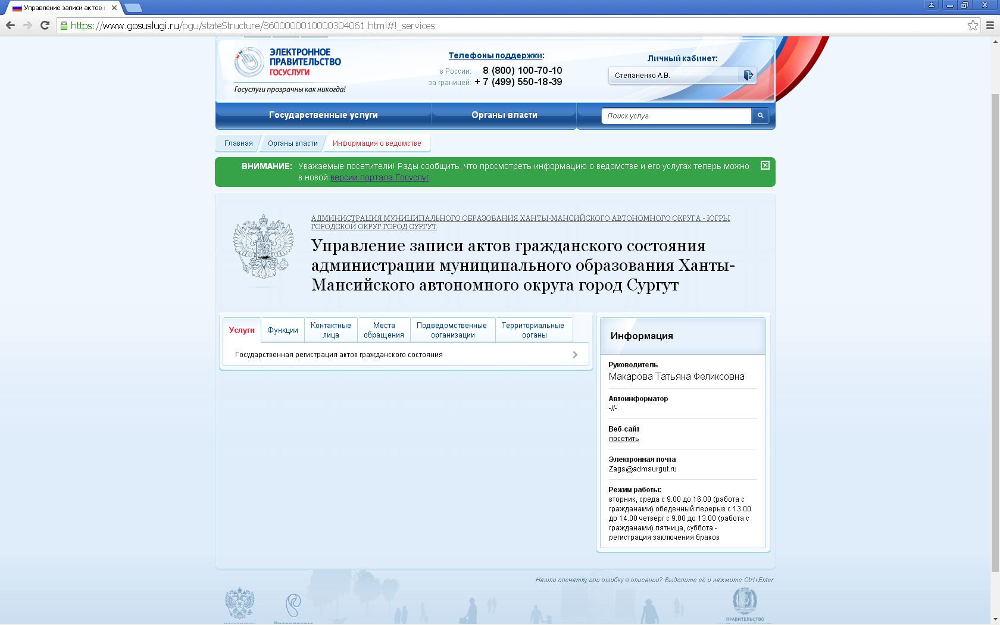 Управление записи актов г
https://www.gosuslugi.ru/pgu/stateStructure/8600000010000304061.html#!_services
ЭЛЕКТРОННОЕ
ПРАВИТЕЛЬСТВО
ГОСУСЛУГИ
Госуслуги прозрачны как никогда!
Телефоны поддержки:
в России: 8 (800) 100-70-10
за границей: + 7 (499) 550-18-39
Личный кабинет:
Степаненко А.В.
Государственные услуги
Органы власти
Поиск услуг
Главная
Органы власти
Информация о ведомстве
ВНИМАНИЕ: Уважаемые посетители! Рады сообщить, что просмотреть информацию о ведомстве и его услугах теперь можно
в новой версии портала Госуслуг
АДМИНИСТРАЦИЯ МУНИЦИПАЛЬНОГО ОБРАЗОВАНИЯ ХАНТЫ-МАНСИЙСКОГО АВТОНОМНОГО ОКРУГА - ЮГРЫ
ГОРОДСКОЙ ОКРУГ ГОРОД СУРГУТ
Управление записи актов гражданского состояния
администрации муниципального образования Ханты-
Мансийского автономного округа город Сургут
Услуги
Функции
Контактные
лица
Места
обращения
Подведомственные
организации
Территориальные
органы
Государственная регистрация актов гражданского состояния
Информация
Руководитель
Макарова Татьяна Феликсовна
Автоинформатор
-//-
Веб-сайт
посетить
Электронная почта
Zags@admsurgut.ru
Режим работы:
вторник, среда с 9.00 до 16.00 (работа с
гражданами) обеденный перерыв с 13.00
до 14.00 четверг с 9.00 до 13.00 (работа с
гражданами) пятница, суббота -
регистрация заключения браков
Нашли опечатку или ошибку в описании? Выделите её и нажмите Ctrl+Enter
Ростелеком
ПРАВИТЕЛЬСТВО